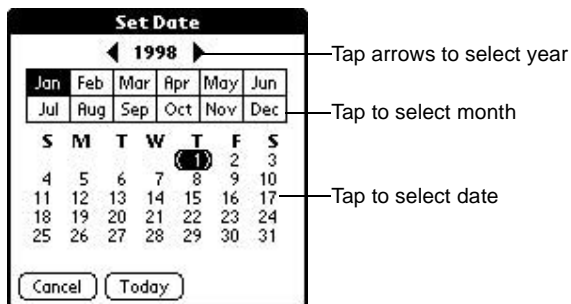 Set Date
1998 Tap arrows to select year
Jan Feb Mar Apr May Jun
Jul Aug Sep Oct Nov Dec Tap to select month
S M T W T F S
1 2 3
4 5 6 7 8 9 10
11 12 13 14 15 16 17 Tap to select date
18 19 20 21 22 23 24
25 26 27 28 29 30 31
Cancel Today